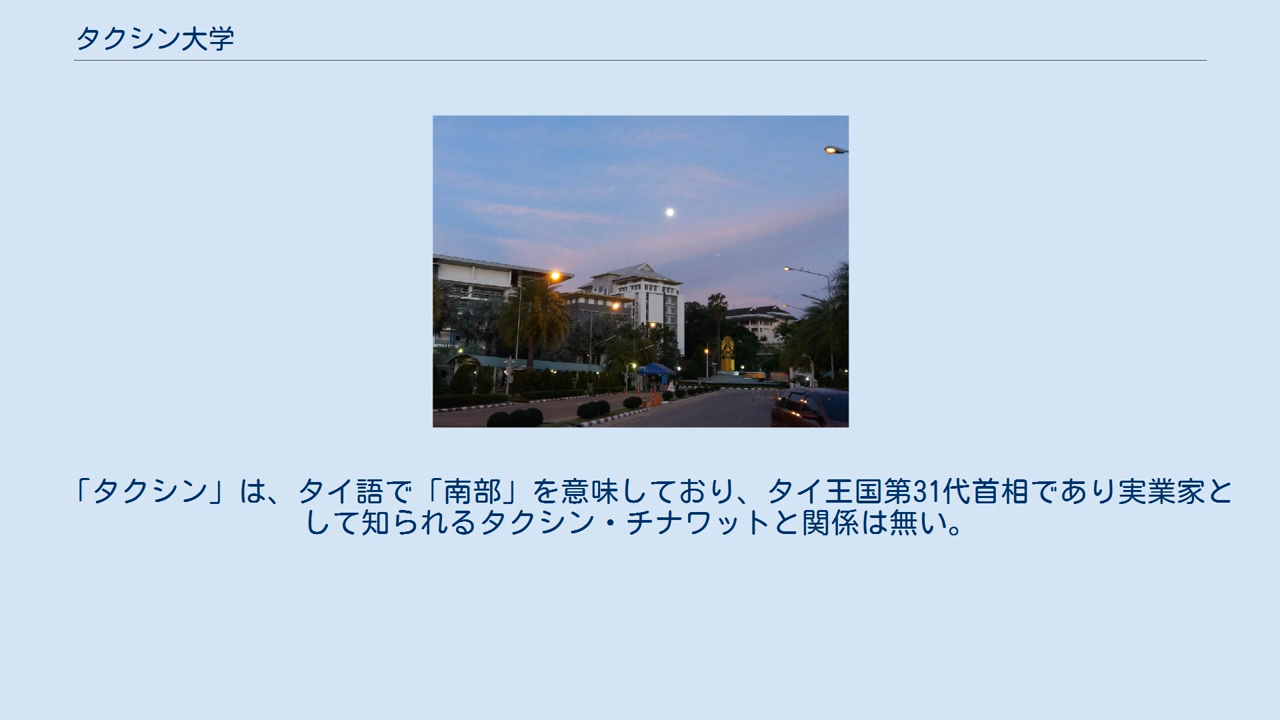 タクシン大学
「タクシン」は、タイ語で「南部」を意味しており、タイ王国第31代首相であり実業家と
して知られるタクシン・チナワットと関係は無い。